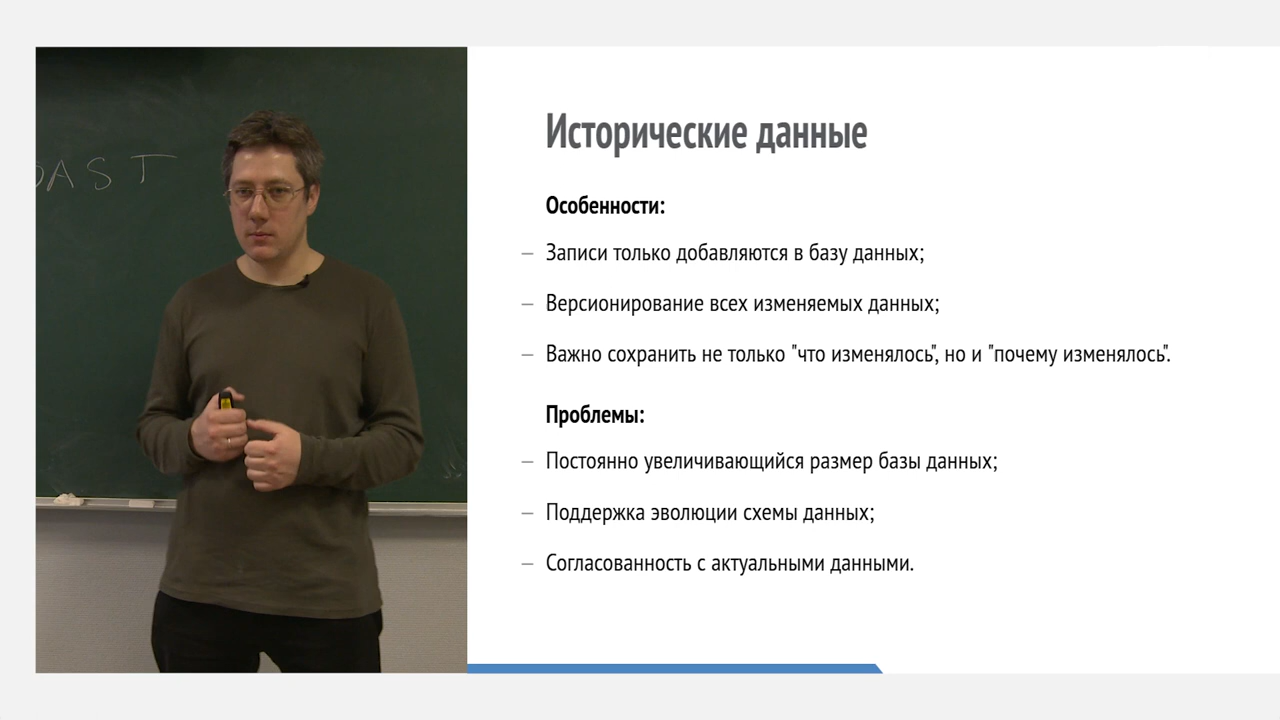 OAST
Исторические данные
Особенности:
— Записи только добавляются в базу данных;
— Версионирование всех изменяемых данных;
— Важно сохранить не только "что изменялось", но и "почему изменялось".
Проблемы:
— Постоянно увеличивающийся размер базы данных;
— Поддержка эволюции схемы данных;
— Согласованность с актуальными данными.